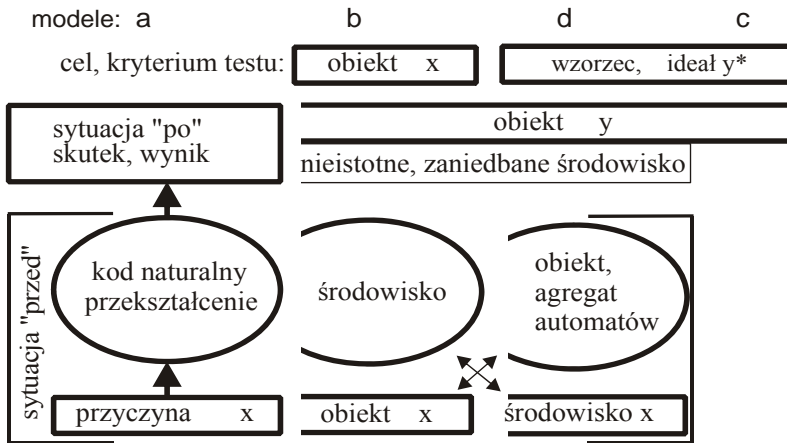 modele: a b d c
cel, kryterium testu: obiekt x wzorzec, ideał y*
sytuacja "po" obiekt y
skutek, wynik
nieistotne, zaniedbane środowisko
sytuacja "przed"
kod naturalny
przekształcenie
środowisko
obiekt,
agregat
automatów
przyczyna x obiekt x środowisko x